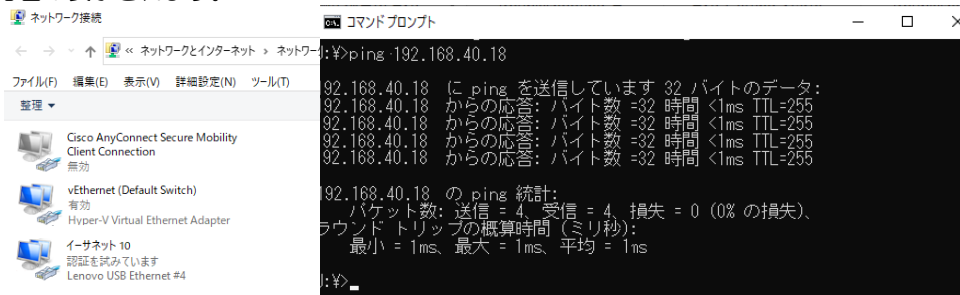 ネットワーク接続
« ネットワークとインターネット › ネットワー
ファイル(F) 編集(E) 表示(V) 詳細設定(N) ツール(T)
整理 ▼
Cisco AnyConnect Secure Mobility
Client Connection
無効
vEthernet (Default Switch)
有効
Hyper-V Virtual Ethernet Adapter
イーサネット 10
認証を試みています
Lenovo USB Ethernet #4
コマンド プロンプト
:¥>ping 192.168.40.18
92.168.40.18 に ping を送信しています 32 バイトのデータ:
92.168.40.18 からの応答: バイト数 =32 時間 <1ms TTL=255
92.168.40.18 からの応答: バイト数 =32 時間 <1ms TTL=255
92.168.40.18 からの応答: バイト数 =32 時間 <1ms TTL=255
92.168.40.18 からの応答: バイト数 =32 時間 <1ms TTL=255
92.168.40.18 の ping 統計:
パケット数: 送信 = 4、受信 = 4、損失 = 0 (0% の損失)、
ラウンド トリップの概算時間 (ミリ秒):
最小 = 1ms、最大 = 1ms、平均 = 1ms
:¥>_